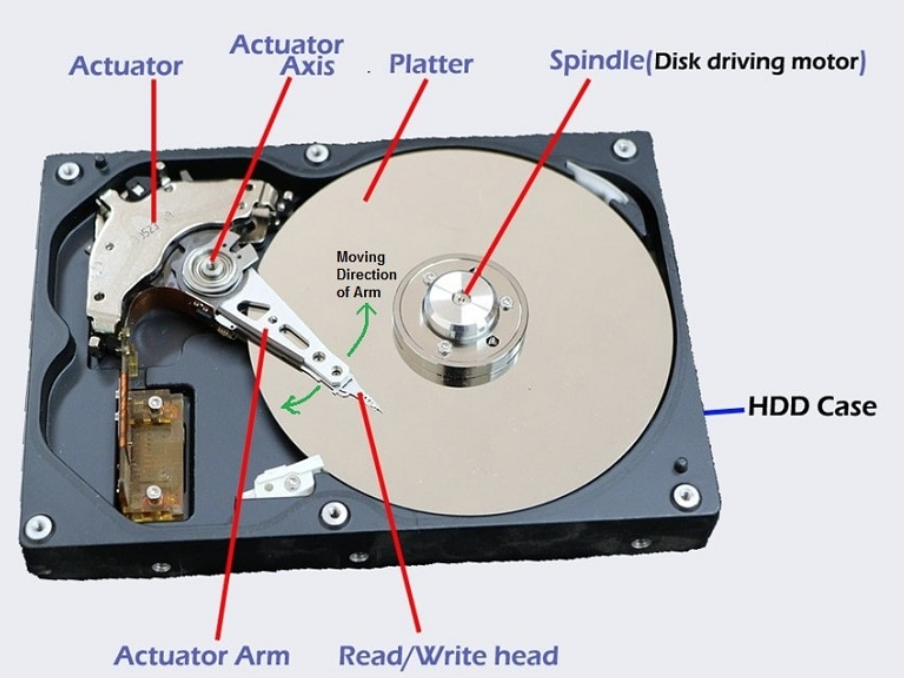 Actuator
Actuator
Axis
Platter
Spindle(Disk driving motor)
Moving
Direction
of Arm
HDD Case
Actuator Arm
Read/Write head